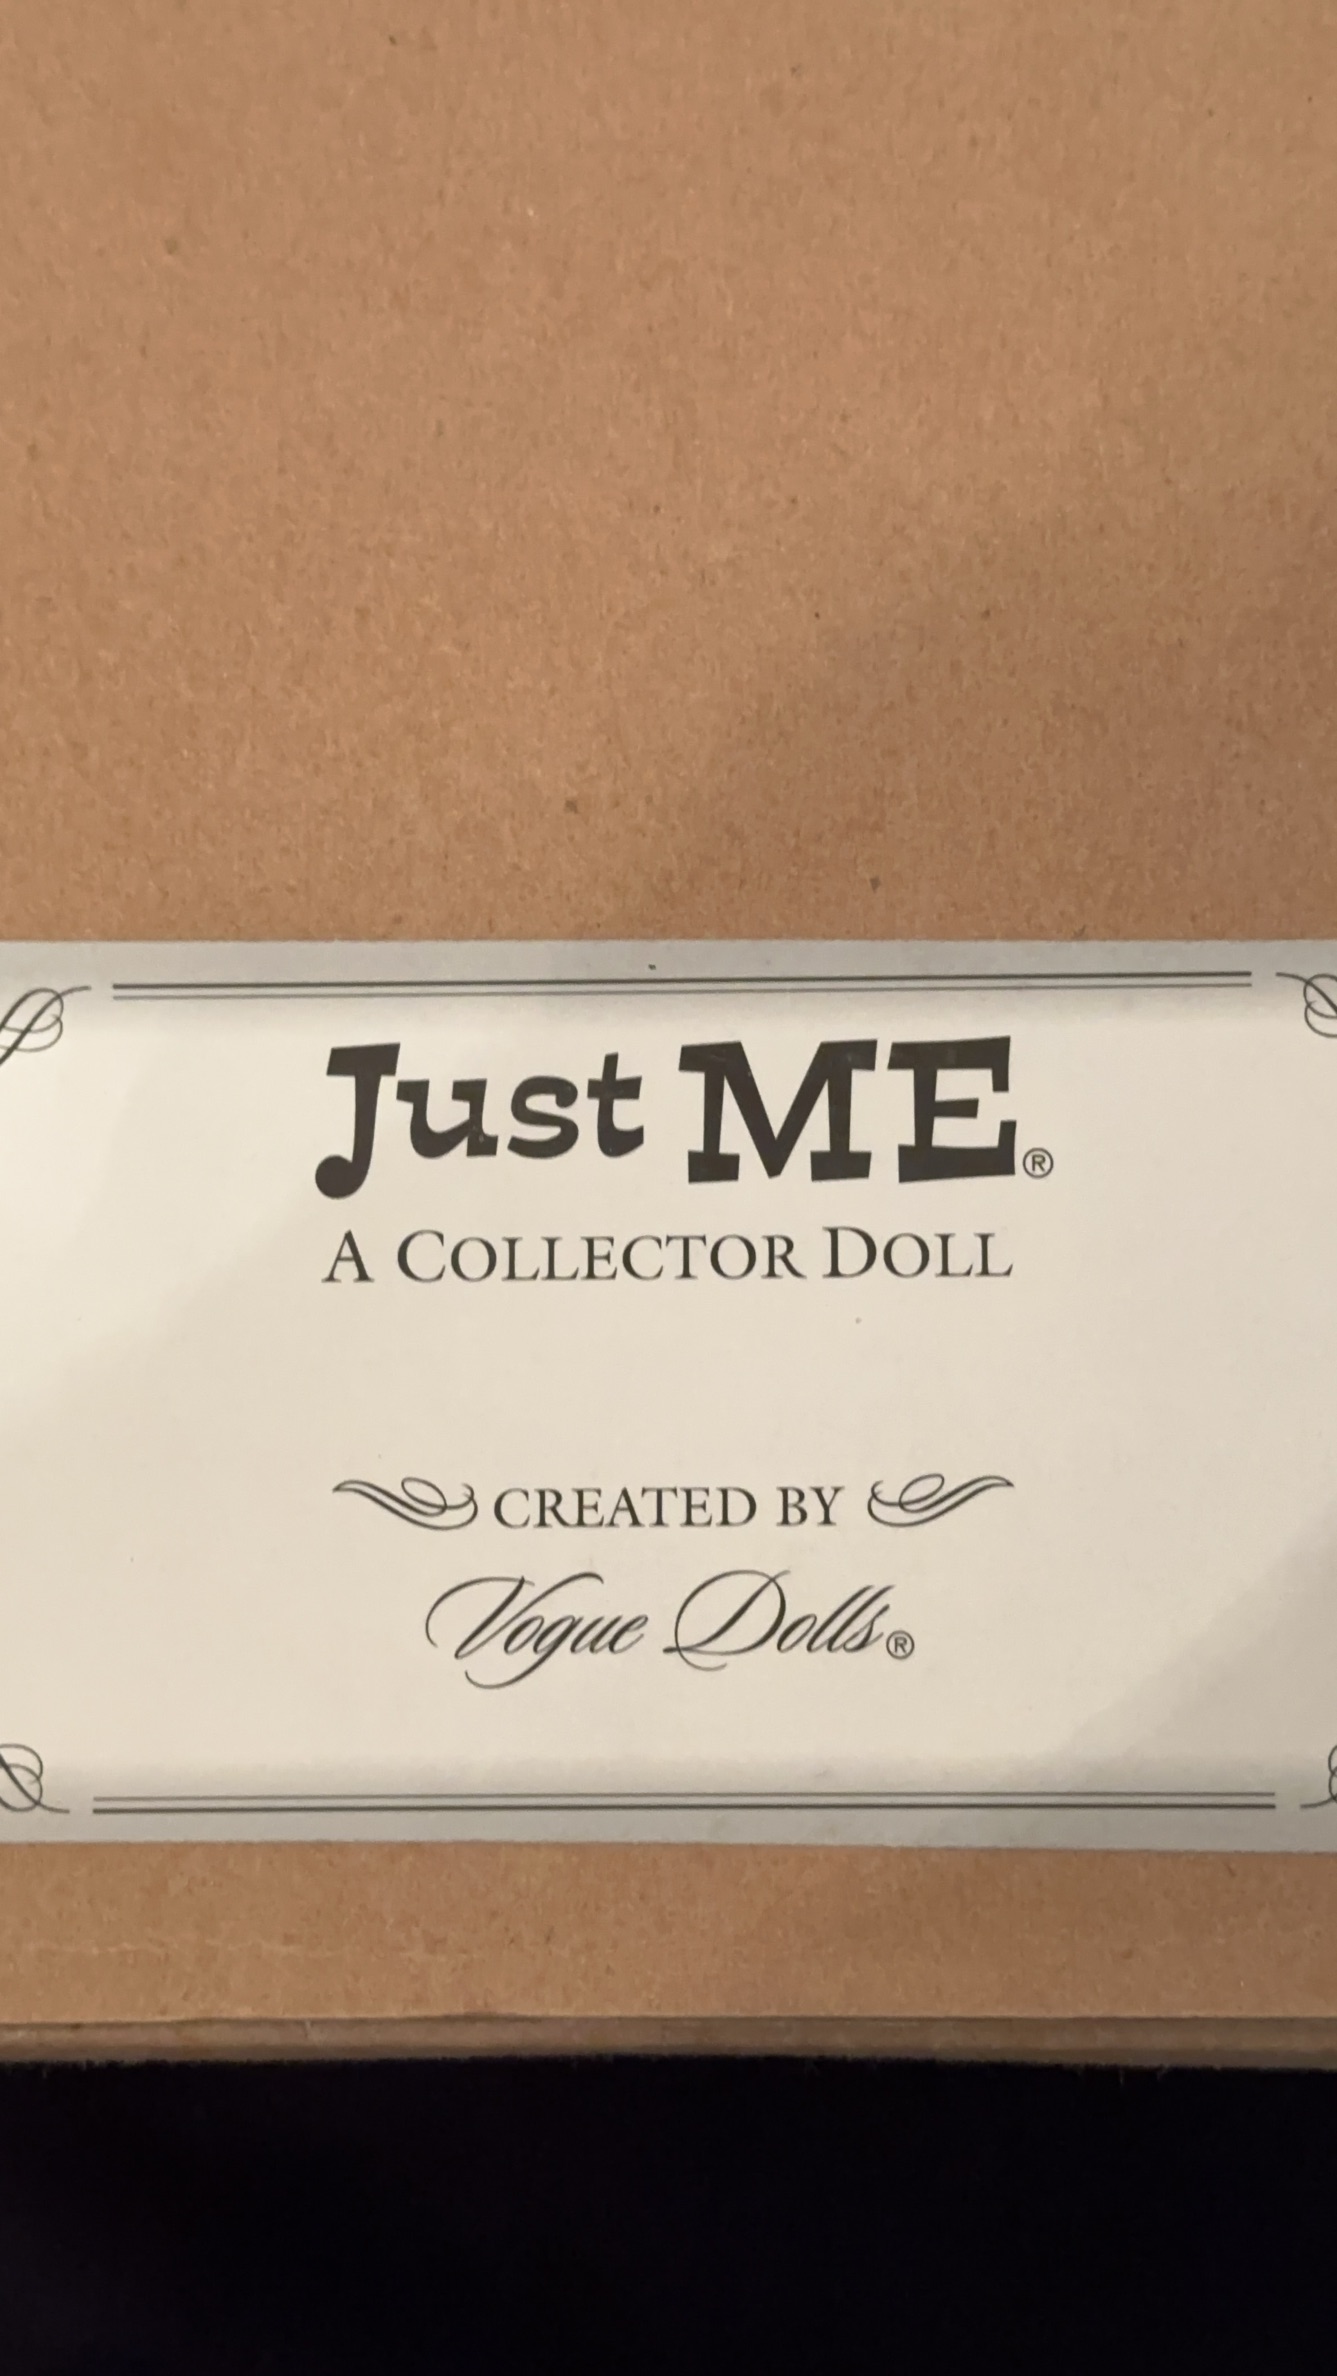 Just ME®
A COLLECTOR DOLL
CREATED BY
Vogue Dolls®